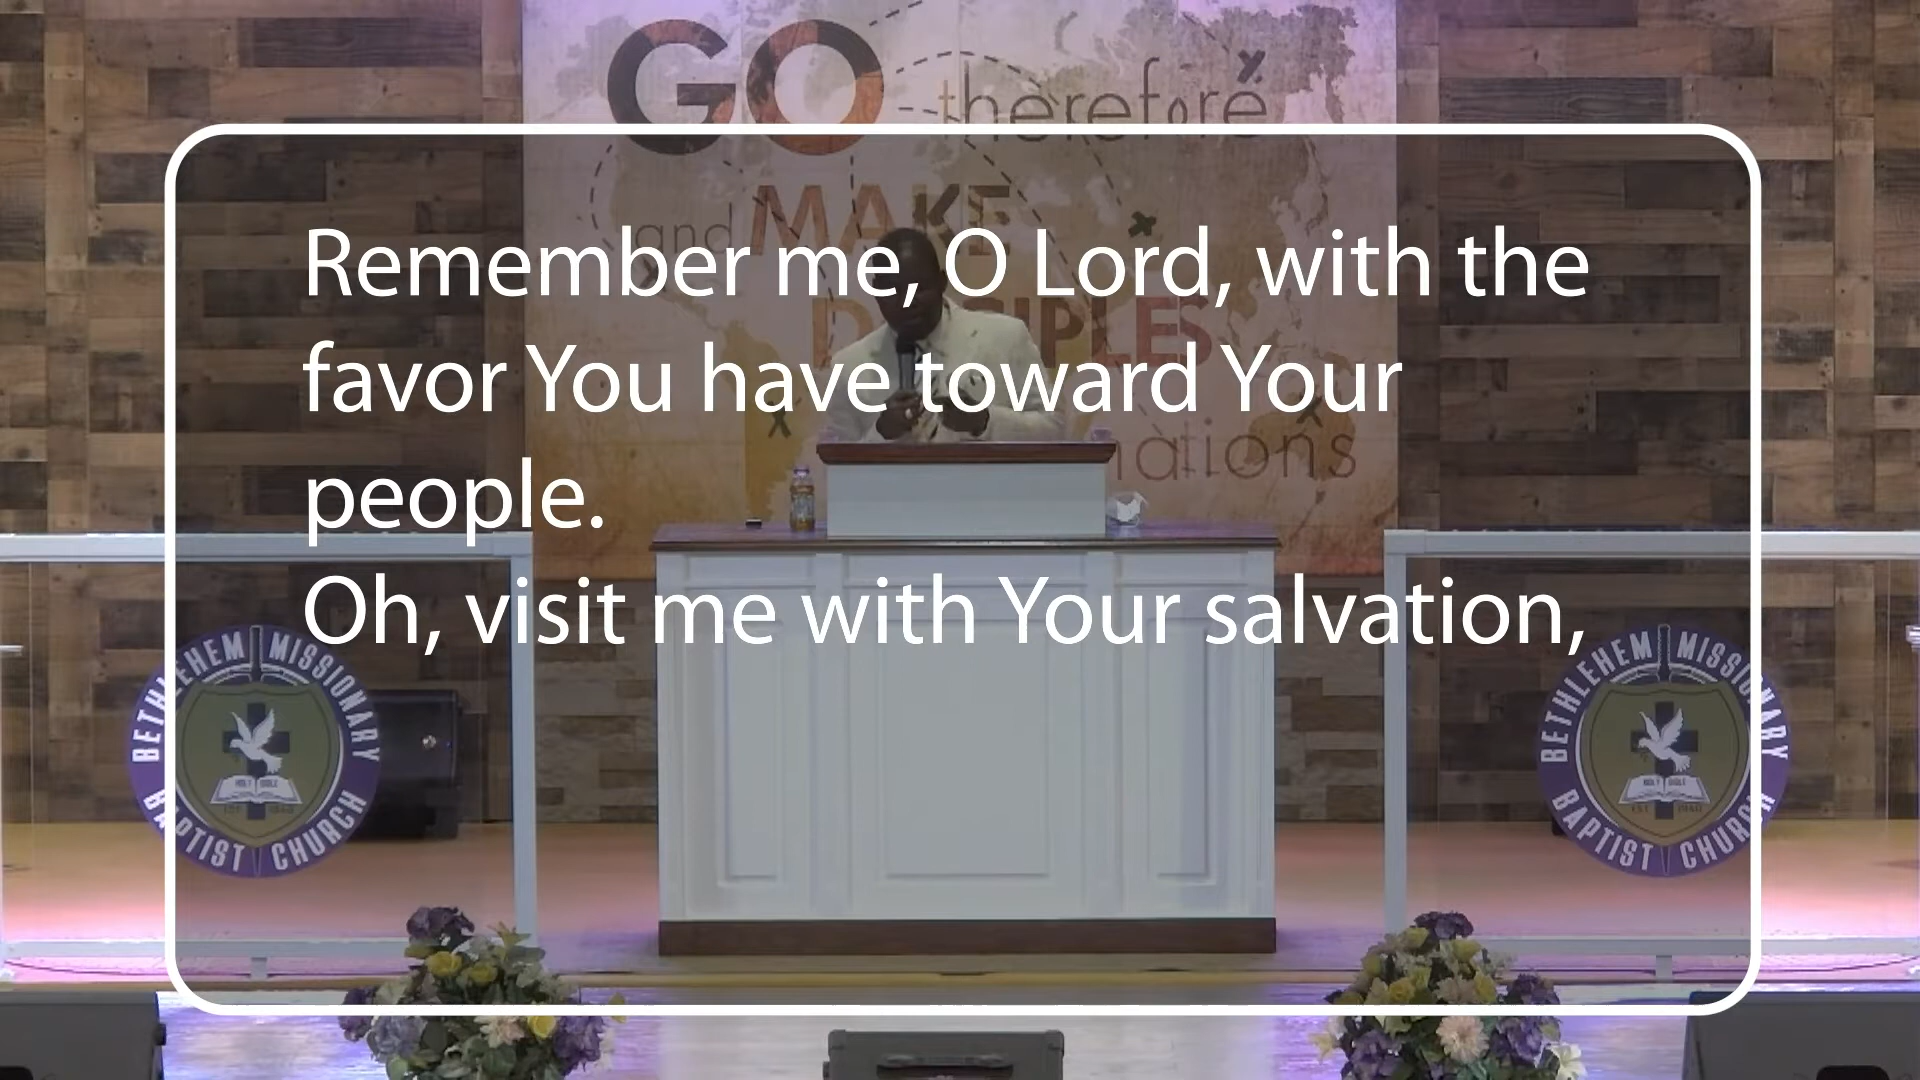 GO therefore
and MAKE
Remember me, O Lord, with the
favor You have toward Your
people.
Oh, visit me with Your salvation,
nations
BETHLEHEM MISSIONARY
BAPTIST CHURCH
HOLY BIBLE
BETHLEHEM MISSIONARY
BAPTIST CHURCH
HOLY BIBLE